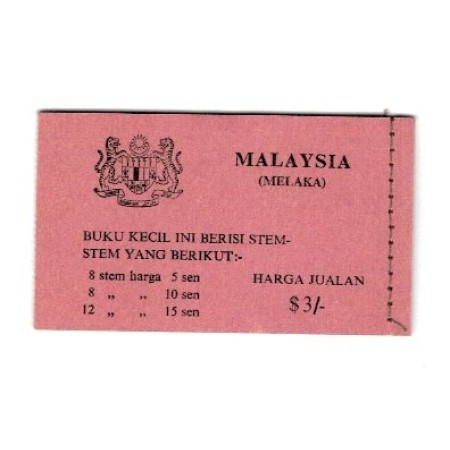 MALAYSIA
(MELAKA)
BUKU KECIL INI BERISI STEM-
STEM YANG BERIKUT:-
8 stem harga 5 sen
8 „ „ 10 sen
12 „ „ 15 sen
HARGA JUALAN
$3/-